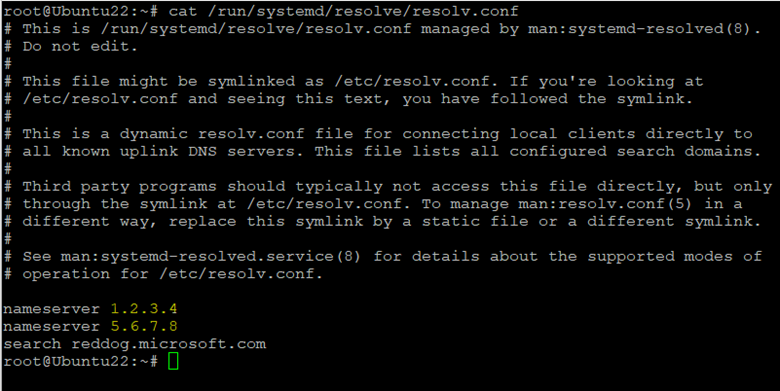 root@Ubuntu22:~# cat /run/systemd/resolve/resolv.conf
# This is /run/systemd/resolve/resolv.conf managed by man:systemd-resolved(8).
# Do not edit.
#
# This file might be symlinked as /etc/resolv.conf. If you're looking at
# /etc/resolv.conf and seeing this text, you have followed the symlink.
#
# This is a dynamic resolv.conf file for connecting local clients directly to
# all known uplink DNS servers. This file lists all configured search domains.
#
# Third party programs should typically not access this file directly, but only
# through the symlink at /etc/resolv.conf. To manage man:resolv.conf(5) in a
# different way, replace this symlink by a static file or a different symlink.
#
# See man:systemd-resolved.service(8) for details about the supported modes of
# operation for /etc/resolv.conf.
nameserver 1.2.3.4
nameserver 5.6.7.8
search reddog.microsoft.com
root@Ubuntu22:~#